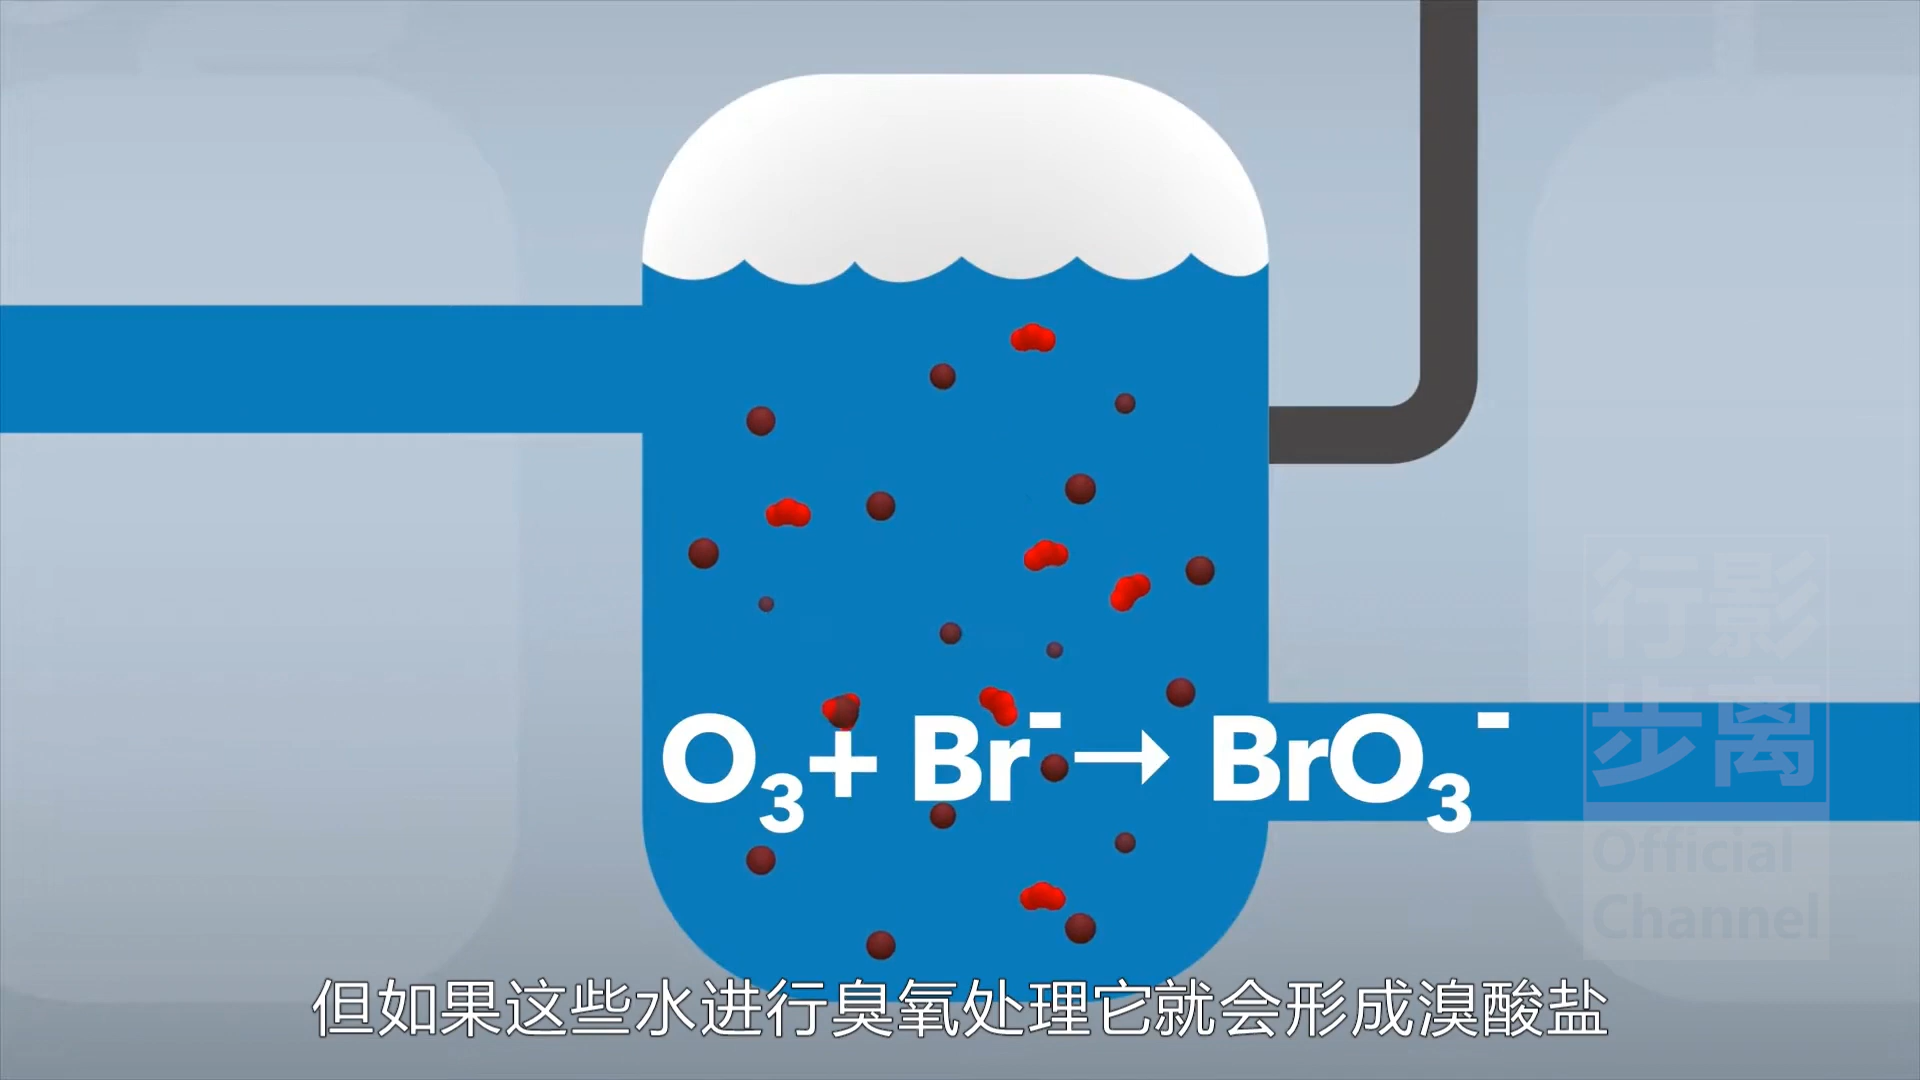 O₃+ Br⁻→ BrO₃⁻
行影
步离
Official
Channel
但如果这些水进行臭氧处理它就会形成溴酸盐